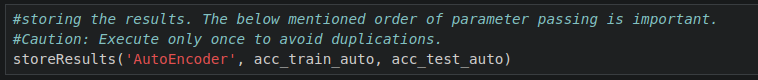 #storing the results. The below mentioned order of parameter passing is important.
#Caution: Execute only once to avoid duplications.
storeResults('AutoEncoder', acc_train_auto, acc_test_auto)